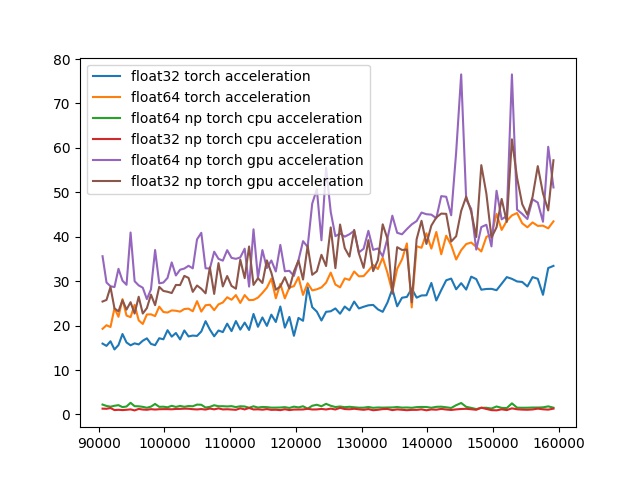 80
70
60
50
40
30
20
10
0
float32 torch acceleration
float64 torch acceleration
float64 np torch cpu acceleration
float32 np torch cpu acceleration
float64 np torch gpu acceleration
float32 np torch gpu acceleration
90000 100000 110000 120000 130000 140000 150000 160000